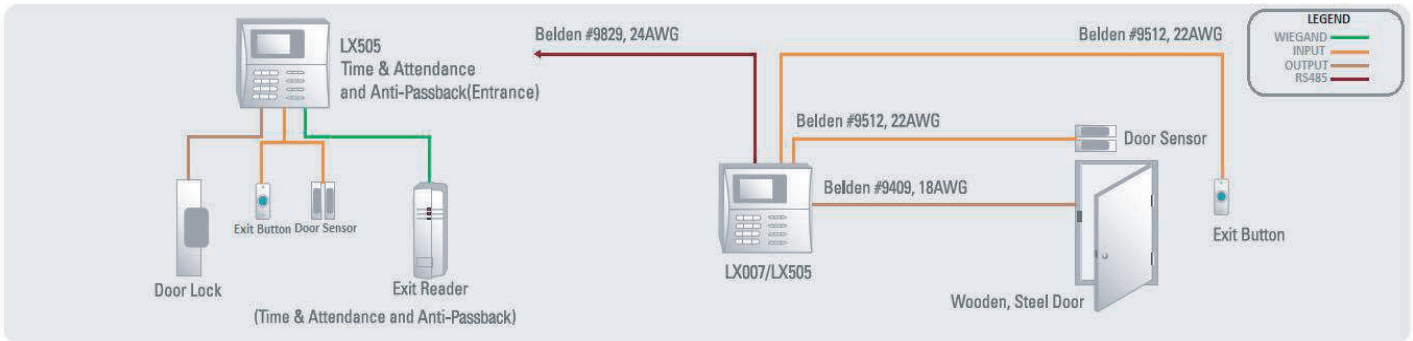 LX505
Time & Attendance
and Anti-Passback(Entrance)
Door Lock
Exit Button
Door Sensor
Exit Reader
(Time & Attendance and Anti-Passback)
Belden #9829, 24AWG
Belden #9512, 22AWG
Belden #9512, 22AWG
Door Sensor
Belden #9409, 18AWG
LX007/LX505
Wooden, Steel Door
Exit Button
LEGEND
WIEGAND
INPUT
OUTPUT
RS485